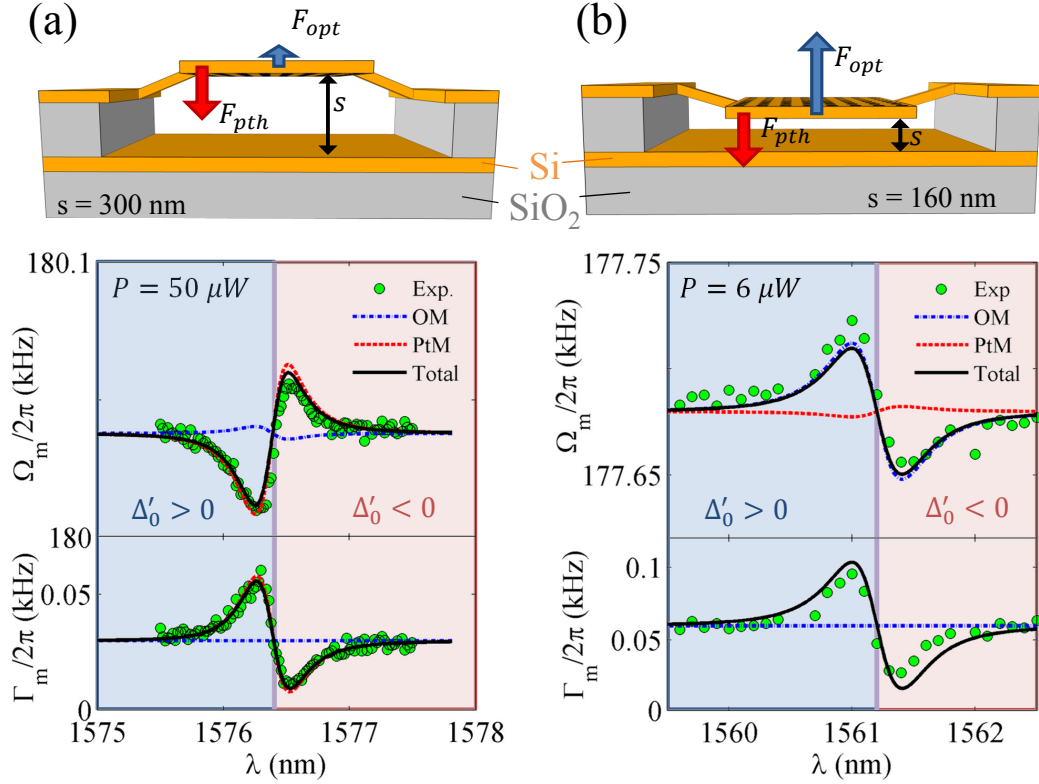 (a)
F_opt
F_pth
s
s = 300 nm
(b)
F_opt
F_pth
s
s = 160 nm
Si
SiO₂
180.1
P = 50 μW
Exp.
OM
PtM
Total
Ω_m/2π (kHz)
Δ′₀ > 0
Δ′₀ < 0
180
0.05
Γ_m/2π (kHz)
0
1575
1576
1577
1578
λ (nm)
177.75
P = 6 μW
Exp
OM
PtM
Total
Ω_m/2π (kHz)
177.65
Δ′₀ > 0
Δ′₀ < 0
0.1
0.05
Γ_m/2π (kHz)
0
1560
1561
1562
λ (nm)